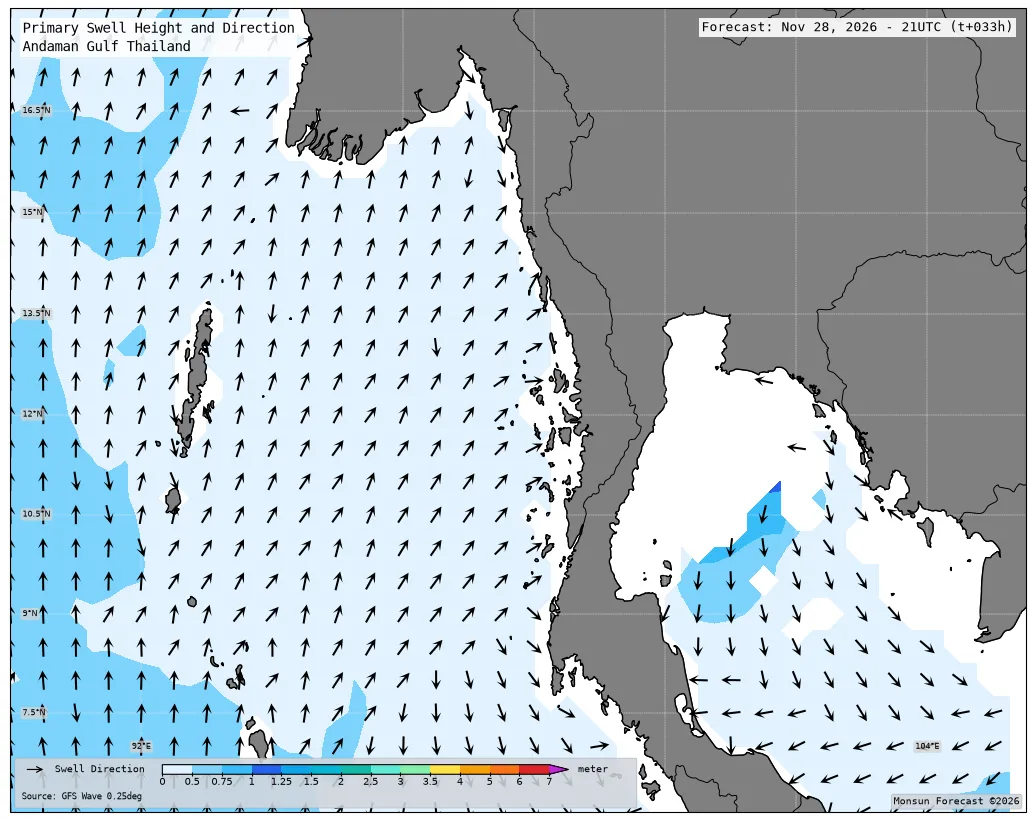 Primary Swell Height and Direction
Andaman Gulf Thailand
Forecast: Nov 28, 2026 - 21UTC (t+033h)
16.5°N
15°N
13.5°N
12°N
10.5°N
9°N
7.5°N
92°E
104°E
Swell Direction
meter
0 0.5 0.75 1 1.25 1.5 2 2.5 3 3.5 4 5 6 7
Source: GFS Wave 0.25deg
Monsun Forecast ©2026